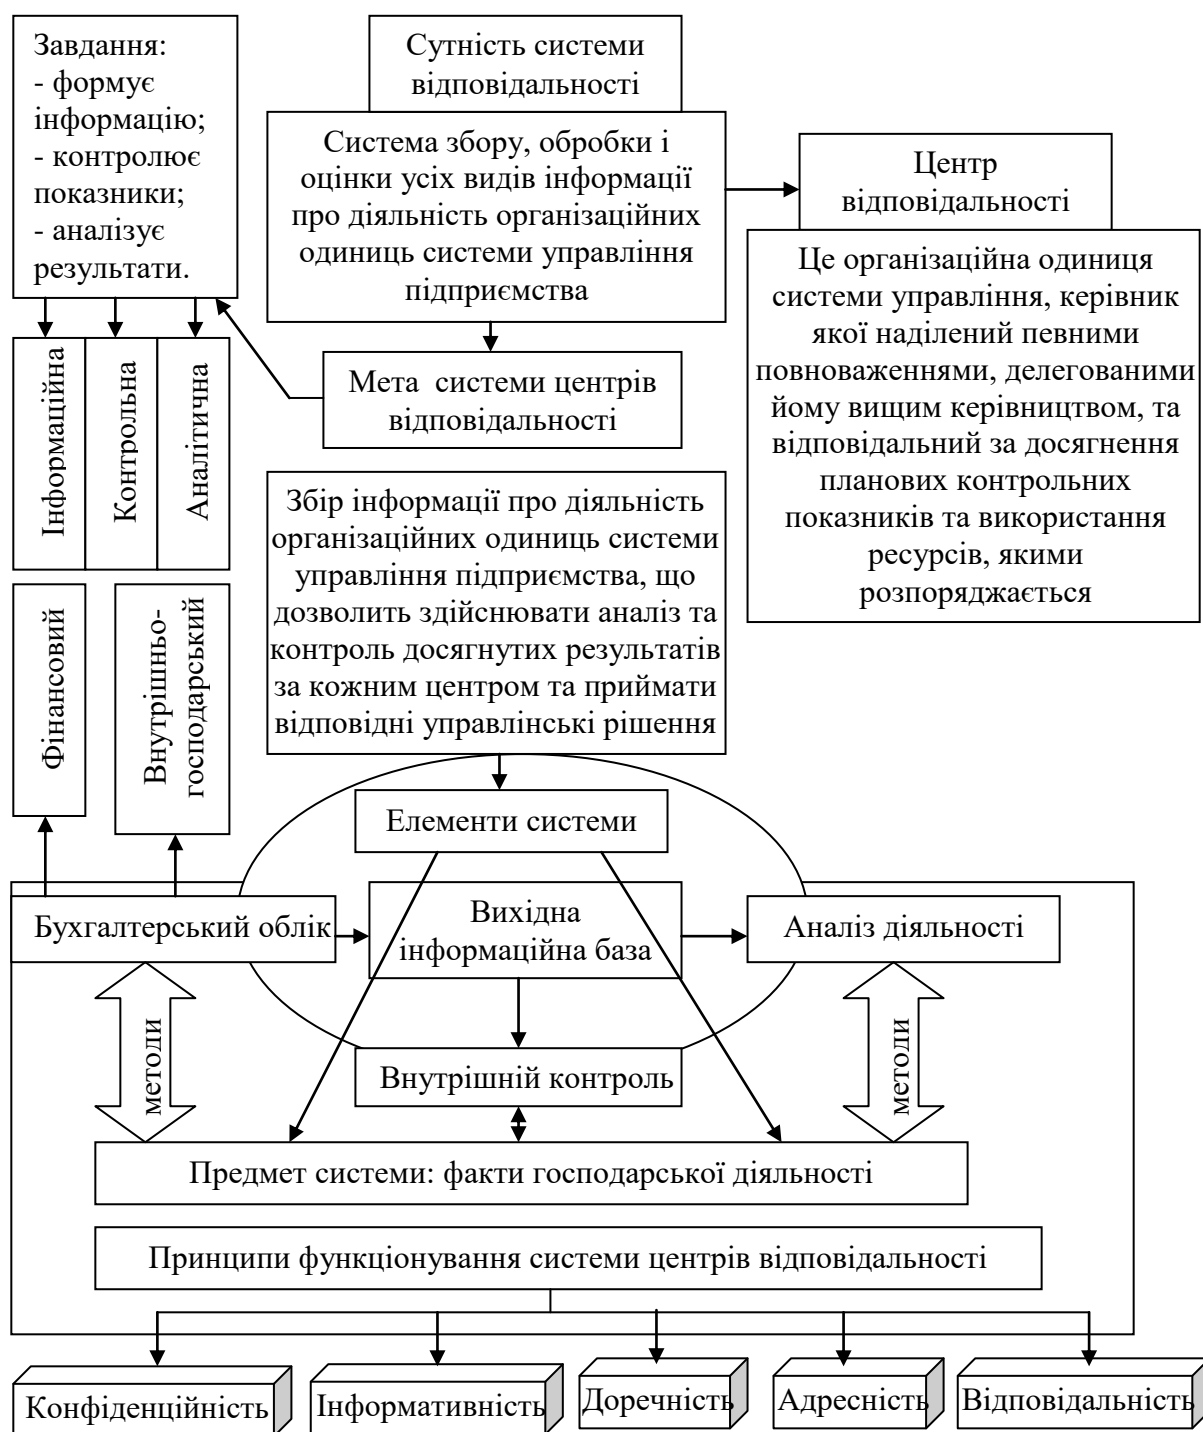 Завдання:
- формує
інформацію;
- контролює
показники;
- аналізує
результати.
Сутність системи
відповідальності
Система збору, обробки і
оцінки усіх видів інформації
про діяльність організаційних
одиниць системи управління
підприємства
Центр
відповідальності
Це організаційна одиниця
системи управління, керівник
якої наділений певними
повноваженнями, делегованими
йому вищим керівництвом, та
відповідальний за досягнення
планових контрольних
показників та використання
ресурсів, якими
розпоряджається
Інформаційна
Контрольна
Аналітична
Мета системи центрів
відповідальності
Збір інформації про діяльність
організаційних одиниць системи
управління підприємства, що
дозволить здійснювати аналіз та
контроль досягнутих результатів
за кожним центром та приймати
відповідні управлінські рішення
Фінансовий
Внутрішньо-
господарський
Елементи системи
Бухгалтерський облік
Вихідна
інформаційна база
Аналіз діяльності
методи
Внутрішній контроль
методи
Предмет системи: факти господарської діяльності
Принципи функціонування системи центрів відповідальності
Конфіденційність
Інформативність
Доречність
Адресність
Відповідальність